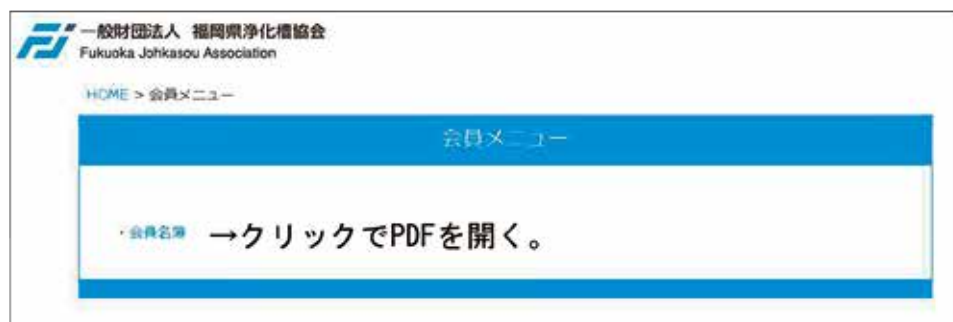 一般財団法人 福岡県浄化槽協会
Fukuoka Johkasou Association
HOME > 会員メニュー
会員メニュー
・会員名簿 →クリックでPDFを開く。